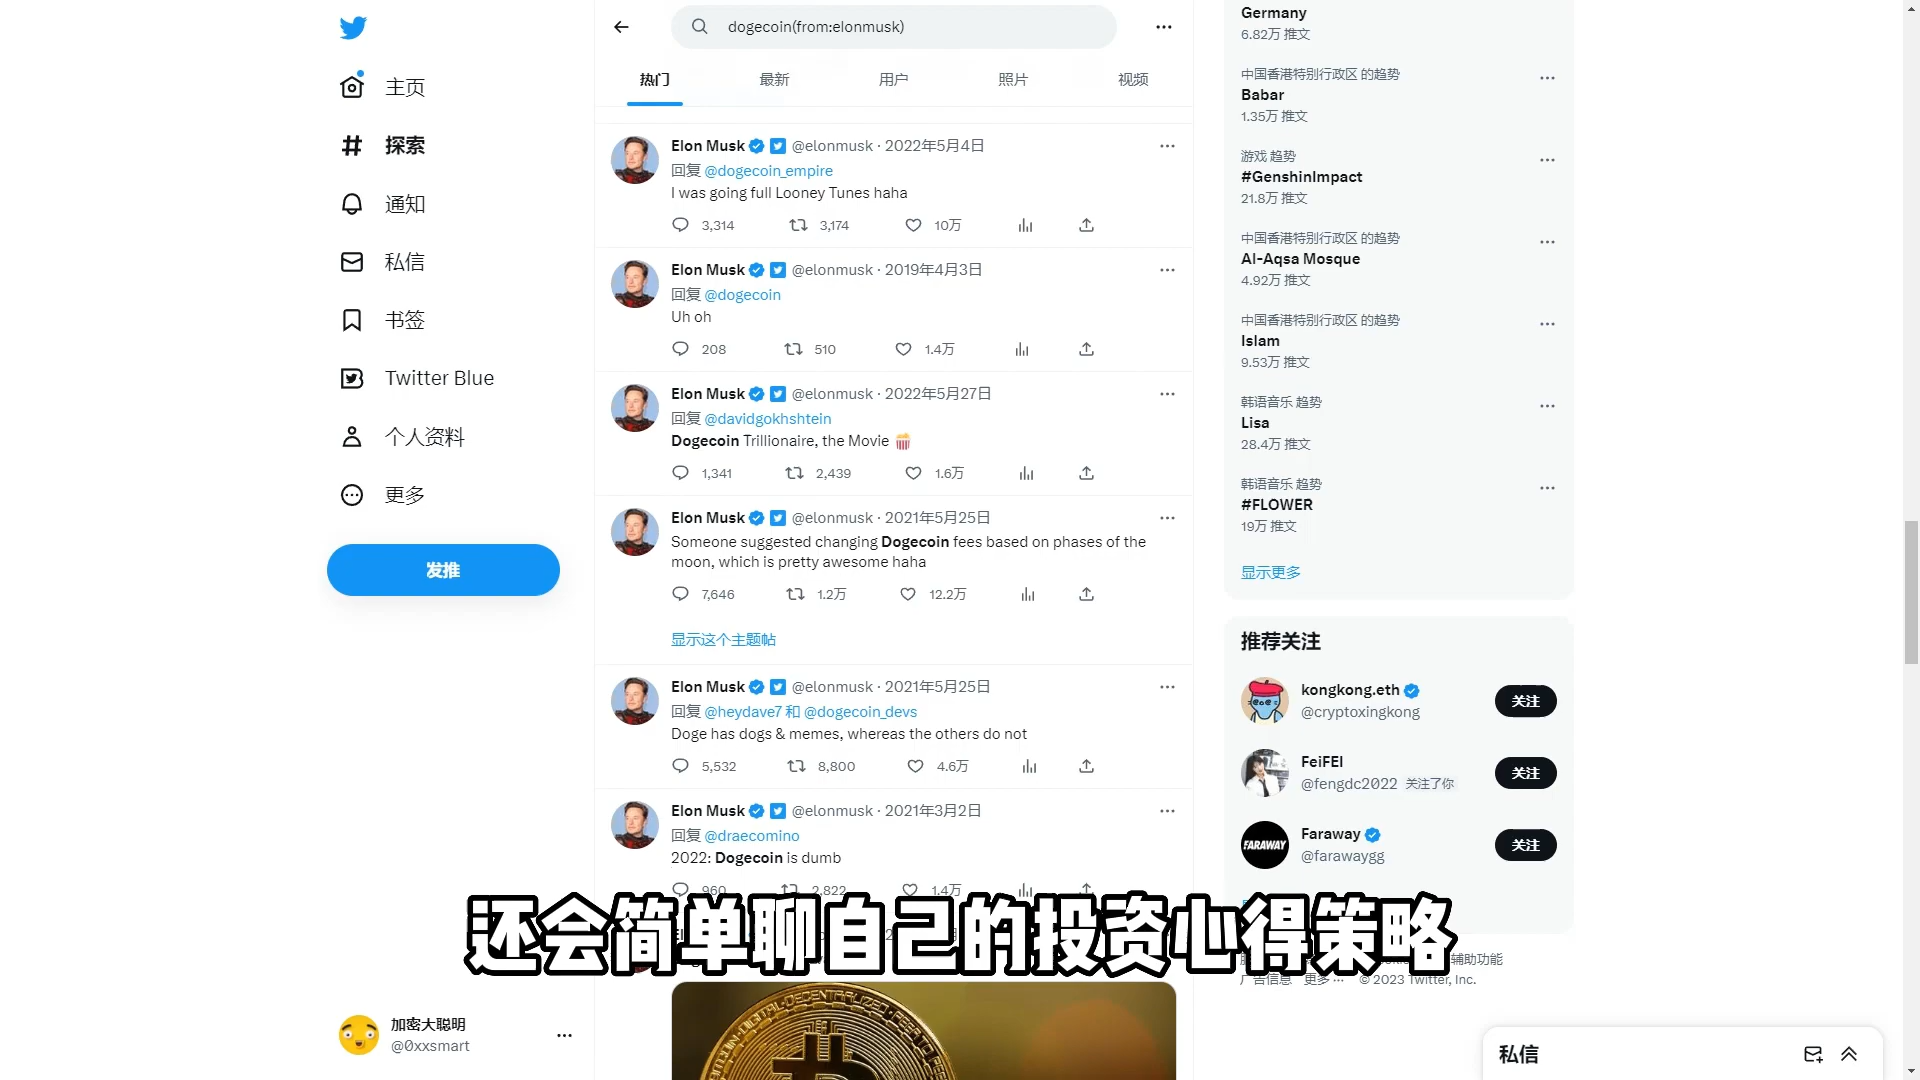 主页
探索
通知
私信
书签
Twitter Blue
个人资料
更多
发推
加密大聪明
@0xxsmart
dogecoin(from:elonmusk)
热门 最新 用户 照片 视频
Elon Musk @elonmusk · 2022年5月4日
回复 @dogecoin_empire
I was going full Looney Tunes haha
3,314 3,174 10万
Elon Musk @elonmusk · 2019年4月3日
回复 @dogecoin
Uh oh
208 510 1.4万
Elon Musk @elonmusk · 2022年5月27日
回复 @davidgokhshtein
Dogecoin Trillionaire, the Movie 🍿
1,341 2,439 1.6万
Elon Musk @elonmusk · 2021年5月25日
Someone suggested changing Dogecoin fees based on phases of the
moon, which is pretty awesome haha
7,646 1.2万 12.2万
显示这个主题帖
Elon Musk @elonmusk · 2021年5月25日
回复 @heydave7 和 @dogecoin_devs
Doge has dogs & memes, whereas the others do not
5,532 8,800 4.6万
Elon Musk @elonmusk · 2021年3月2日
回复 @draecomino
2022: Dogecoin is dumb
960 2,822 1.4万
还会简单聊自己的投资心得策略
DIGITAL DECENTRALIZED
Germany
6.82万 推文
中国香港特别行政区 的趋势
Babar
1.35万 推文
游戏 趋势
#GenshinImpact
21.8万 推文
中国香港特别行政区 的趋势
Al-Aqsa Mosque
4.92万 推文
中国香港特别行政区 的趋势
Islam
9.53万 推文
韩语音乐 趋势
Lisa
28.4万 推文
韩语音乐 趋势
#FLOWER
19万 推文
显示更多
推荐关注
kongkong.eth
@cryptoxingkong
关注
FeiFEI
@fengdc2022 关注了你
关注
FARAWAY
Faraway
@farawaygg
关注
辅助功能
广告信息 更多 ··· © 2023 Twitter, Inc.
私信